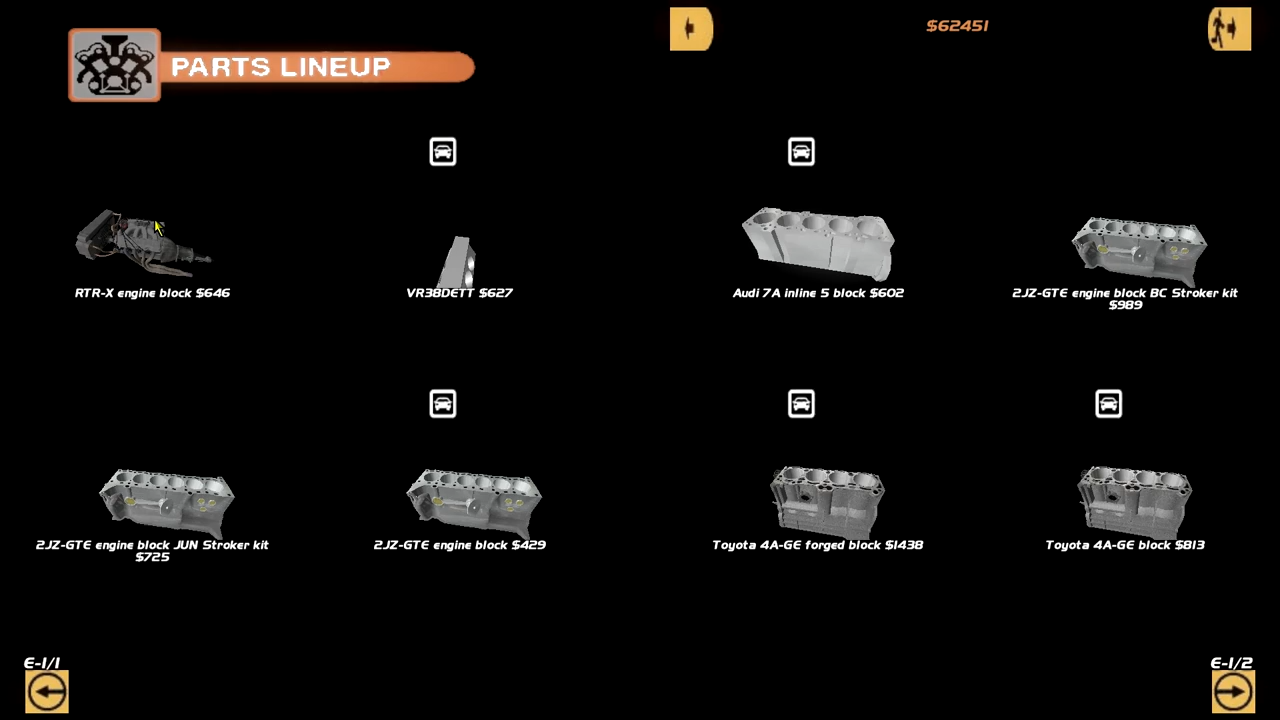 PARTS LINEUP
$62451
RTR-X engine block $646
VR38DETT $627
Audi 7A inline 5 block $602
2JZ-GTE engine block BC Stroker kit
$989
2JZ-GTE engine block JUN Stroker kit
$725
2JZ-GTE engine block $429
Toyota 4A-GE forged block $1438
Toyota 4A-GE block $813
E-1/1
E-1/2